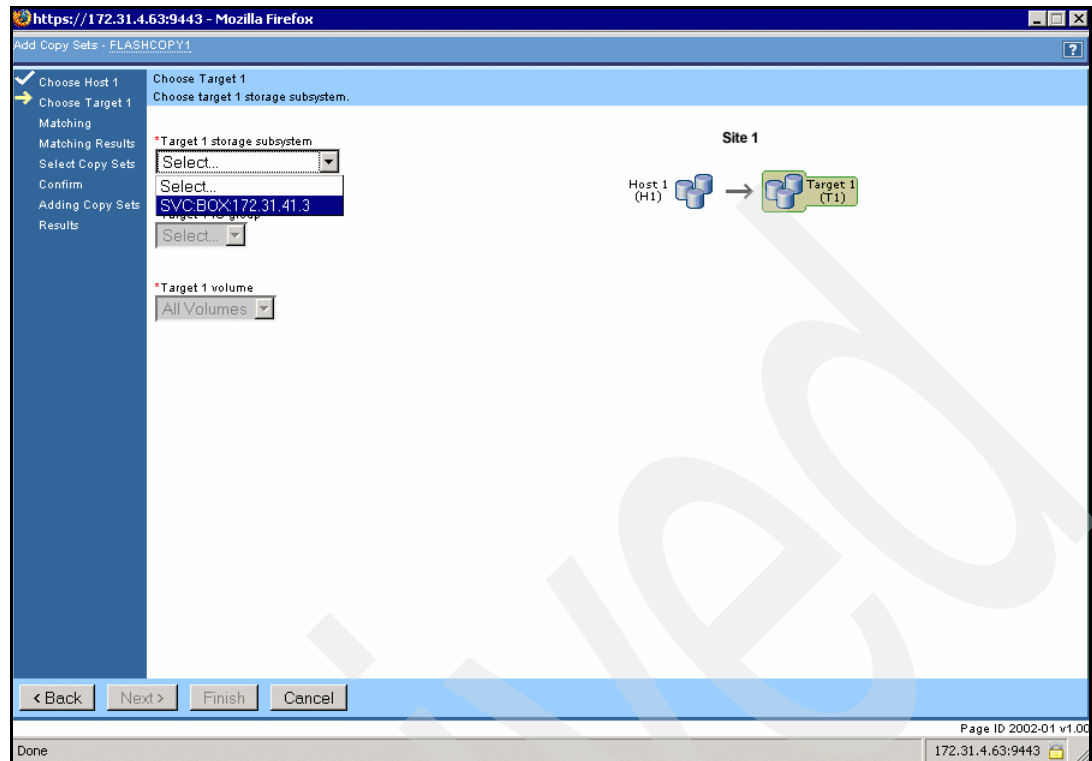 https://172.31.4.63:9443 - Mozilla Firefox
Add Copy Sets - FLASHCOPY1
?
Choose Host 1
Choose Target 1
Matching
Matching Results
Select Copy Sets
Confirm
Adding Copy Sets
Results
Choose Target 1
Choose target 1 storage subsystem.
*Target 1 storage subsystem
Select...
Select...
SVC:BOX:172.31.41.3
Target 1 IO group
Select...
*Target 1 volume
All Volumes
Site 1
Host 1
(H1)
Target 1
(T1)
< Back
Next >
Finish
Cancel
Page ID 2002-01 v1.00
Done
172.31.4.63:9443